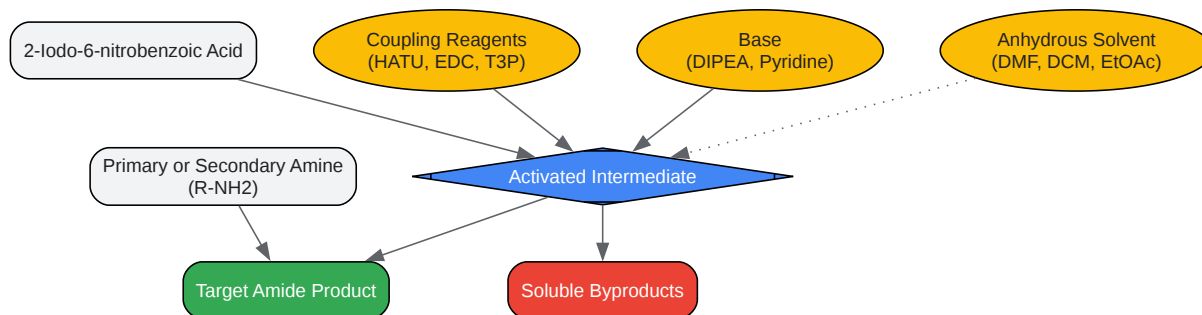 2-Iodo-6-nitrobenzoic Acid
Coupling Reagents
(HATU, EDC, T3P)
Base
(DIPEA, Pyridine)
Anhydrous Solvent
(DMF, DCM, EtOAc)
Primary or Secondary Amine
(R-NH2)
Activated Intermediate
Target Amide Product
Soluble Byproducts